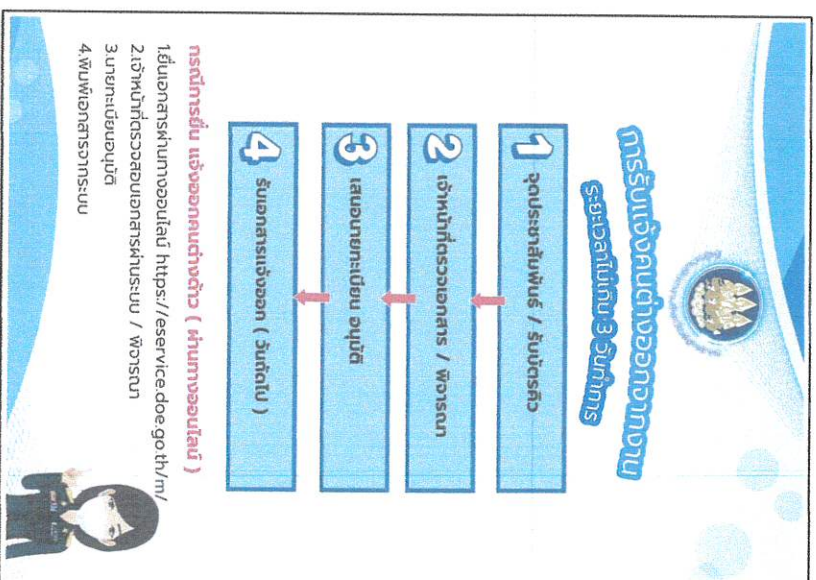 การรับแจ้งคนต่างออกจากงาน
ระยะเวลาไม่เกิน 3 วันทำการ
1 จุดประชาสัมพันธ์ / รับบัตรคิว
2 เจ้าหน้าที่ตรวจเอกสาร / พิจารณา
3 เสนอนายทะเบียน อนุมัติ
4 รับเอกสารแจ้งออก ( วันถัดไป )
กรณีการยื่น แจ้งออกคนต่างด้าว ( ผ่านทางออนไลน์ )
1.ยื่นเอกสารผ่านทางออนไลน์ https://eservice.doe.go.th/m/
2.เจ้าหน้าที่ตรวจสอบเอกสารผ่านระบบ / พิจารณา
3.นายทะเบียนอนุมัติ
4.พิมพ์เอกสารจากระบบ